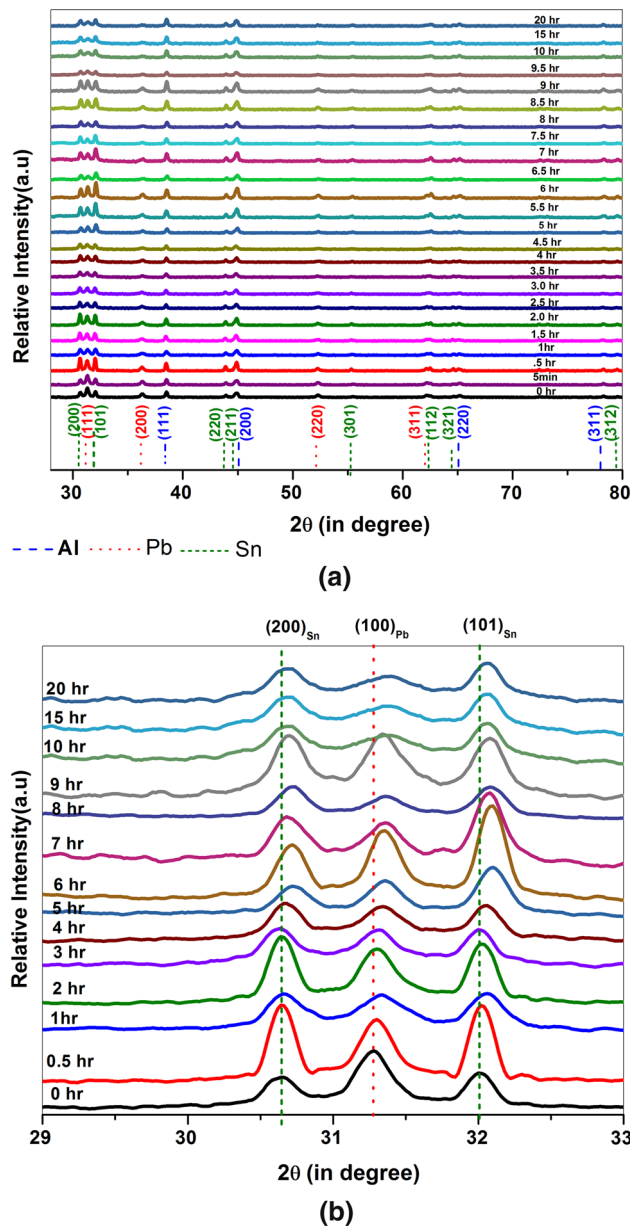 20 hr
15 hr
10 hr
9.5 hr
9 hr
8.5 hr
8 hr
7.5 hr
7 hr
6.5 hr
6 hr
5.5 hr
5 hr
4.5 hr
4 hr
3.5 hr
3.0 hr
2.5 hr
2.0 hr
1.5 hr
1hr
.5 hr
5min
0 hr
Relative Intensity(a.u)
(200)
(111)
(101)
(200)
(111)
(220)
(211)
(200)
(220)
(301)
(311)
(112)
(321)
(220)
(311)
(312)
30 40 50 60 70 80
2θ (in degree)
Al Pb Sn
(a)
(200)Sn (100)Pb (101)Sn
20 hr
15 hr
10 hr
9 hr
8 hr
7 hr
6 hr
5 hr
4 hr
3 hr
2 hr
1hr
0.5 hr
0 hr
Relative Intensity(a.u)
29 30 31 32 33
2θ (in degree)
(b)